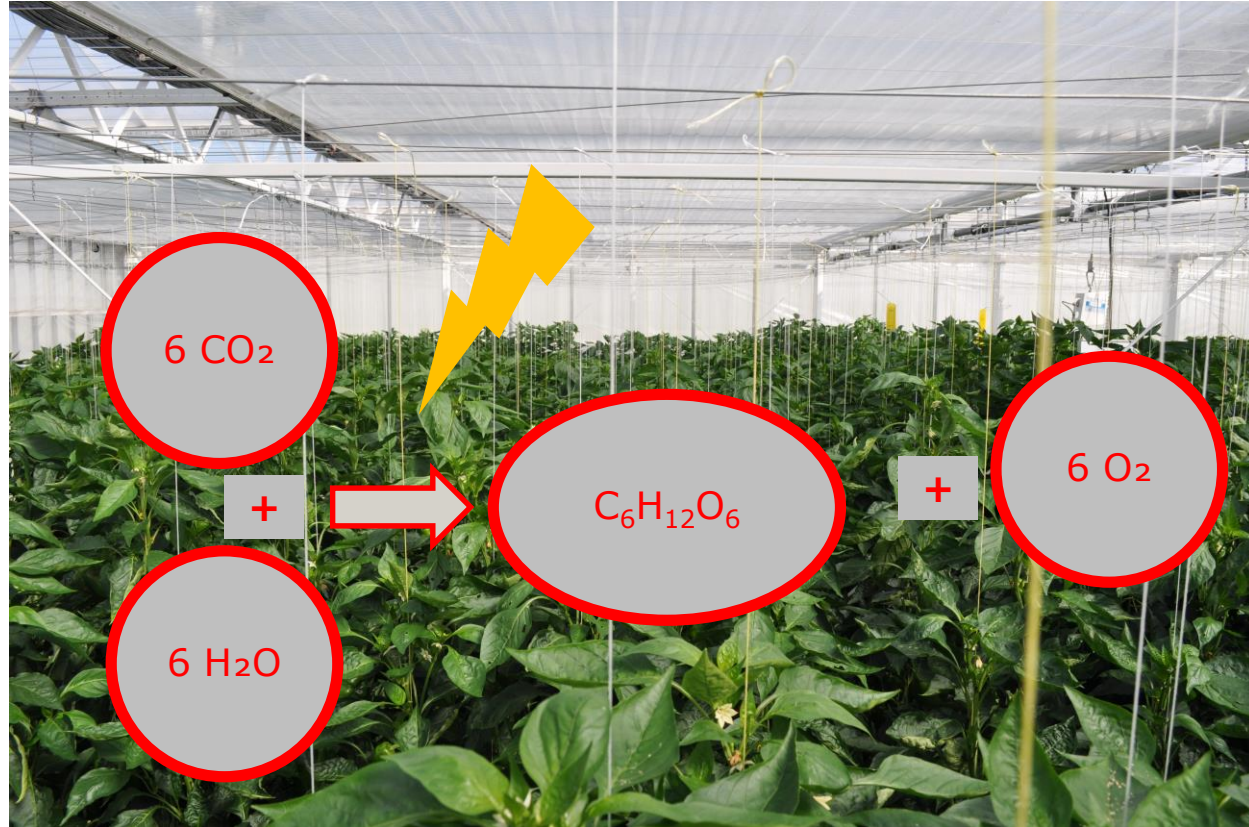 6 CO₂
+
6 H₂O
C₆H₁₂O₆
+
6 O₂